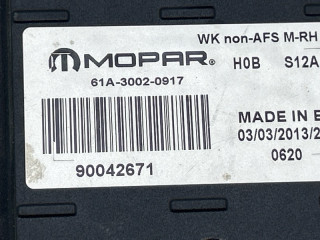 WK non-AFS M-RH
MOPAR® H0B S12A
61A-3002-0917
MADE IN
03/03/2013/2
90042671 0620